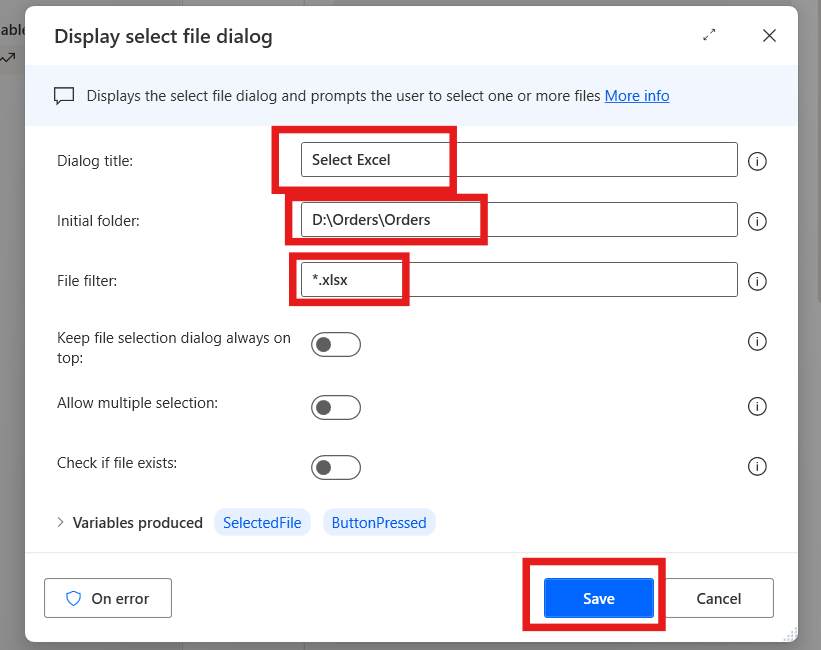 able
Display select file dialog
Displays the select file dialog and prompts the user to select one or more files More info
Dialog title:
Select Excel
Initial folder:
D:\Orders\Orders
File filter:
*.xlsx
Keep file selection dialog always on
top:
Allow multiple selection:
Check if file exists:
Variables produced SelectedFile ButtonPressed
On error Save Cancel